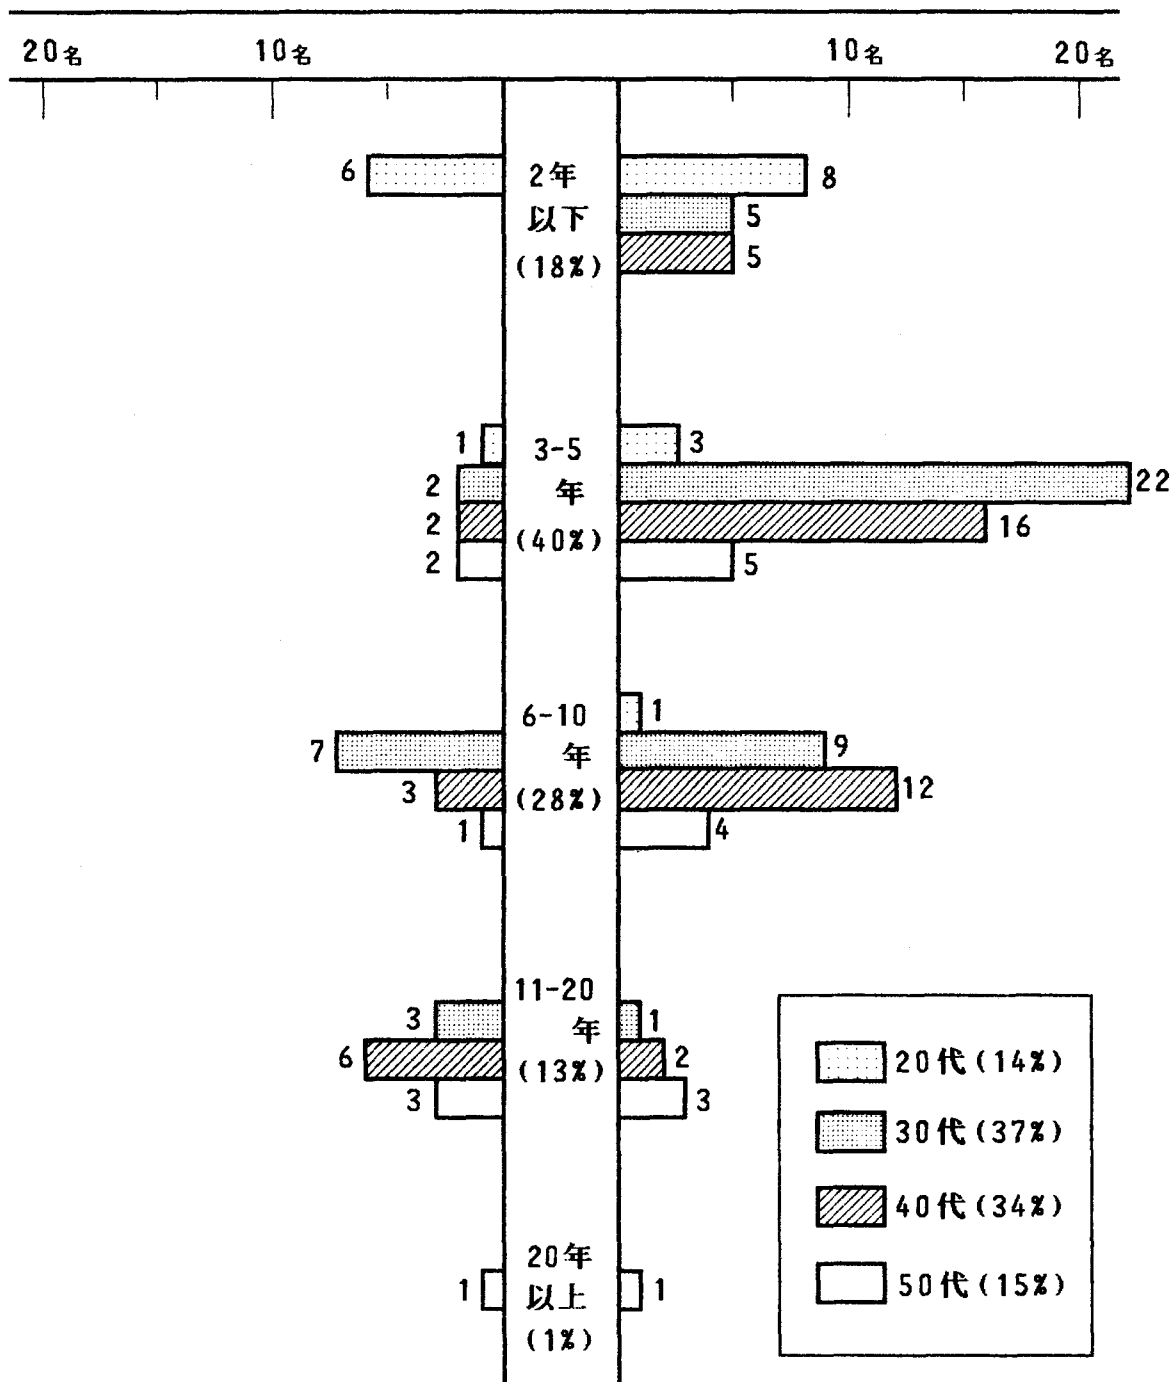 20名 10名 10名 20名
6 2年 8
以下 5
(18%) 5
1 3-5 3
2 年 22
2 (40%) 16
2 5
6-10 1
7 年 9
3 (28%) 12
1 4
11-20
3 年 1
6 (13%) 2
3 3
20代(14%)
30代(37%)
40代(34%)
50代(15%)
20年
1 以上 1
(1%)